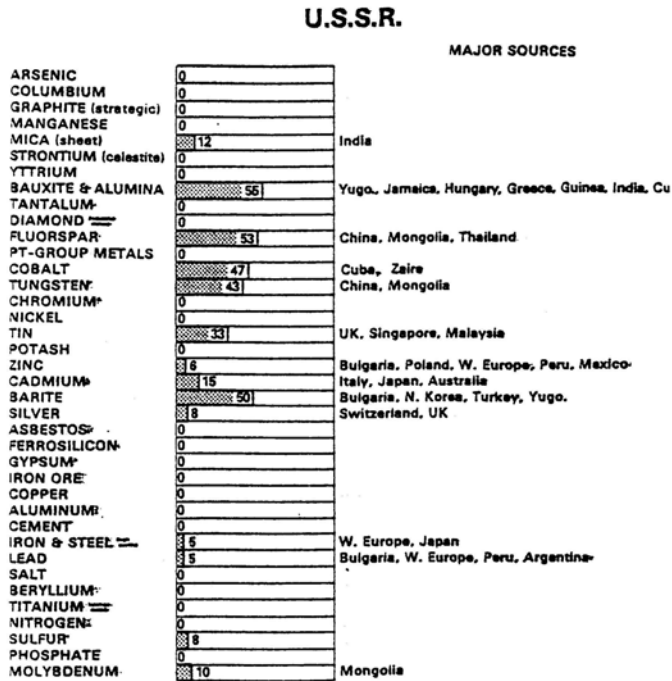 U.S.S.R.
MAJOR SOURCES
ARSENIC 0
COLUMBIUM 0
GRAPHITE (strategic) 0
MANGANESE 0
MICA (sheet) 12 India
STRONTIUM (celestite) 0
YTTRIUM 0
BAUXITE & ALUMINA 55 Yugo., Jamaica, Hungary, Greece, Guinea, India, Cu
TANTALUM 0
DIAMOND 0
FLUORSPAR 53 China, Mongolia, Thailand
PT-GROUP METALS 0
COBALT 47 Cuba, Zaire
TUNGSTEN 43 China, Mongolia
CHROMIUM 0
NICKEL 0
TIN 33 UK, Singapore, Malaysia
POTASH 0
ZINC 6 Bulgaria, Poland, W. Europe, Peru, Mexico
CADMIUM 15 Italy, Japan, Australia
BARITE 50 Bulgaria, N. Korea, Turkey, Yugo.
SILVER 8 Switzerland, UK
ASBESTOS 0
FERROSILICON 0
GYPSUM 0
IRON ORE 0
COPPER 0
ALUMINUM 0
CEMENT 0
IRON & STEEL 5 W. Europe, Japan
LEAD 5 Bulgaria, W. Europe, Peru, Argentina
SALT 0
BERYLLIUM 0
TITANIUM 0
NITROGEN 0
SULFUR 8
PHOSPHATE 0
MOLYBDENUM 10 Mongolia